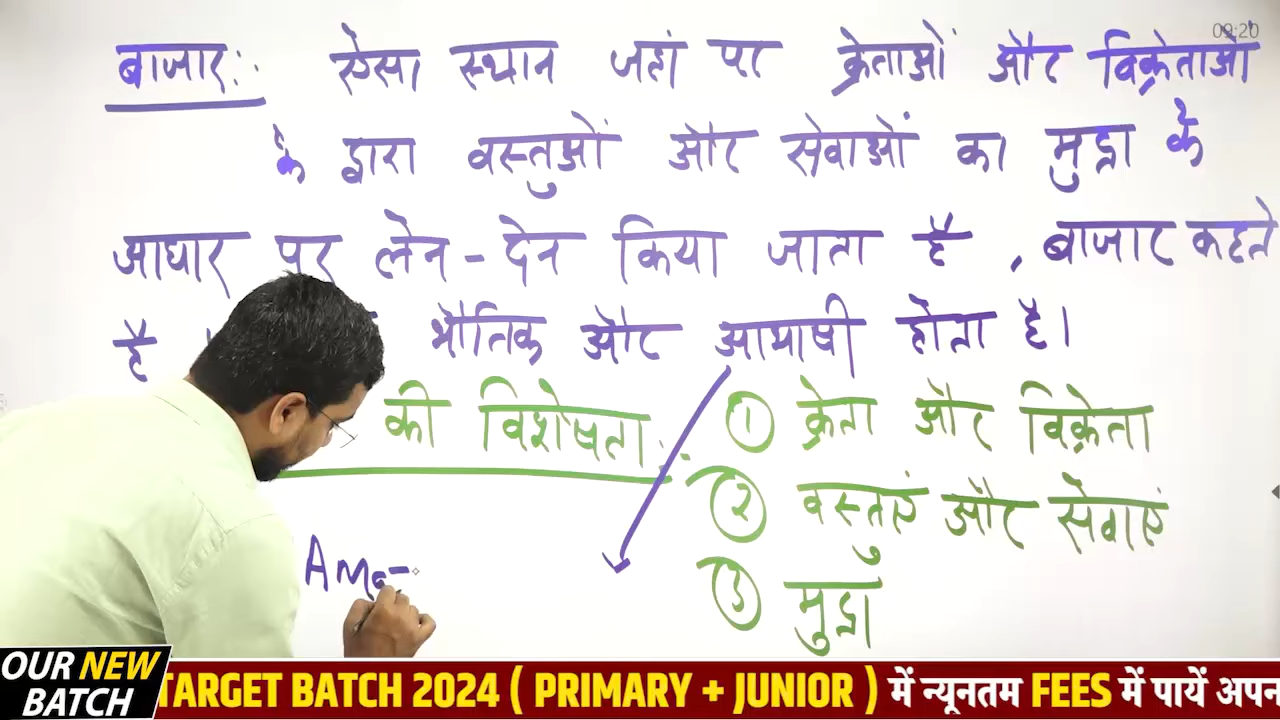 09:20
बाजारः- ऐसा स्थान जहां पर क्रेताओं और विक्रेताओं
के द्वारा वस्तुओं और सेवाओं का मुद्रा के
आधार पर लेन-देन किया जाता है, बाजार कहते
है भौतिक और आभाषी होता है।
की विशेषता:
① क्रेता और विक्रेता
② वस्तुएं और सेवाएं
③ मुद्रा
Ama
OUR NEW
BATCH
TARGET BATCH 2024 ( PRIMARY + JUNIOR ) में न्यूनतम FEES में पायें अपन